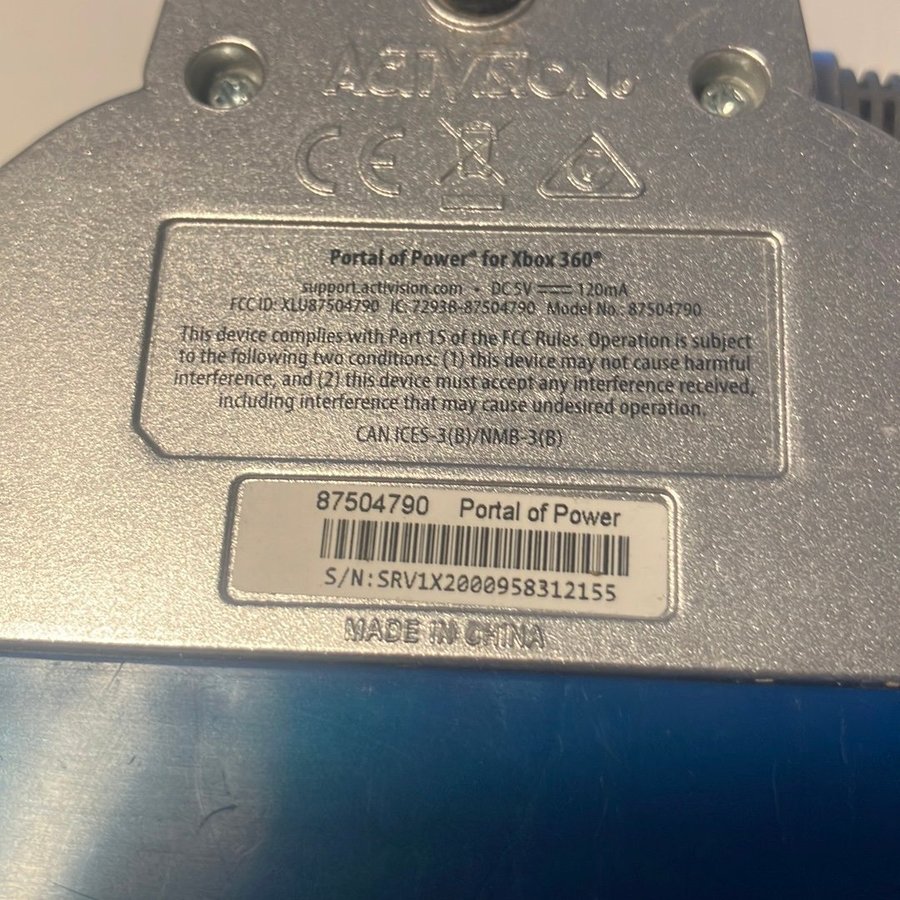 ACTIVISION®
CE
Portal of Power® for Xbox 360®
support.activision.com • DC 5V ⎓ 120mA
FCC ID: XLU87504790 IC: 7293B-87504790 Model No.: 87504790
This device complies with Part 15 of the FCC Rules. Operation is subject
to the following two conditions: (1) this device may not cause harmful
interference, and (2) this device must accept any interference received,
including interference that may cause undesired operation.
CAN ICES-3(B)/NMB-3(B)
87504790 Portal of Power
S/N:SRV1X2000958312155
MADE IN CHINA